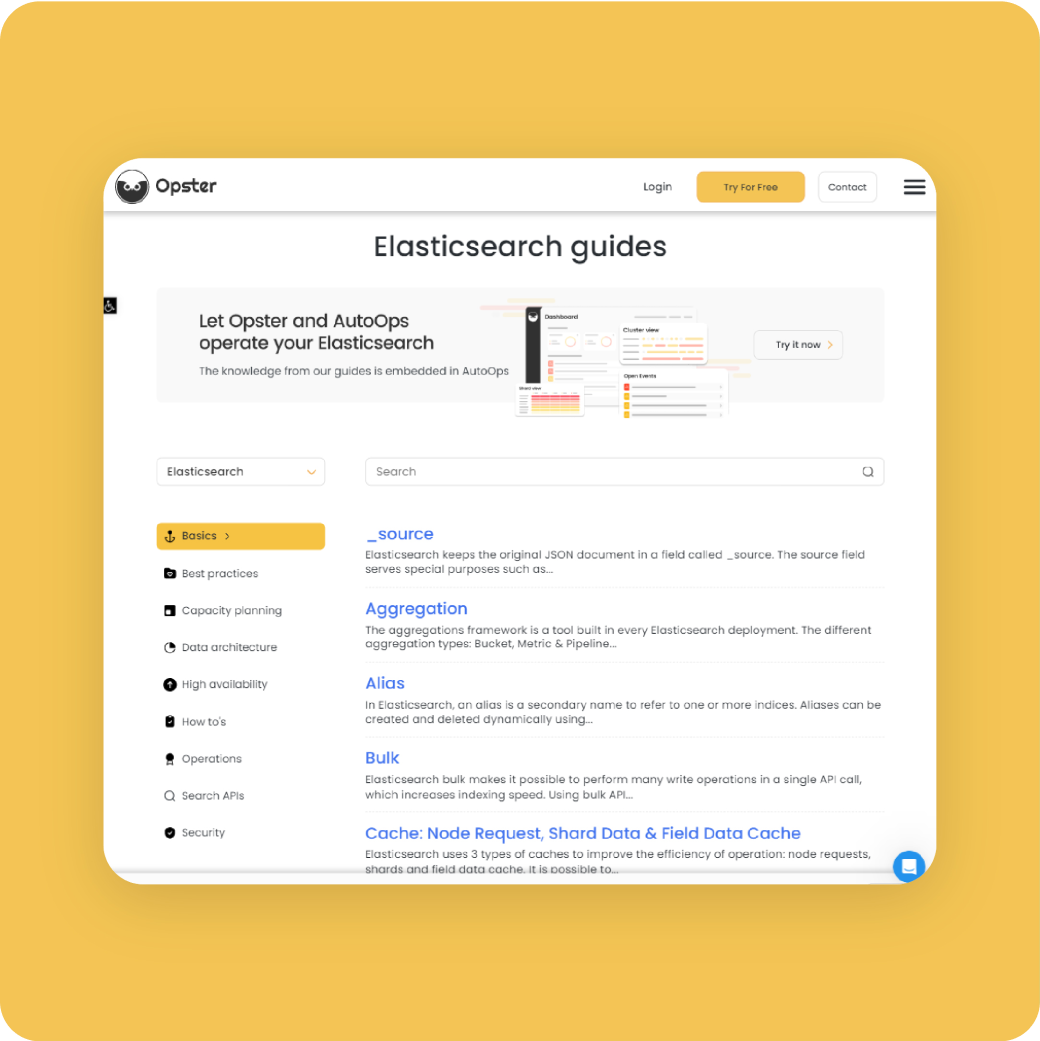 Opster
Login
Try For Free
Contact
Elasticsearch guides
Let Opster and AutoOps
operate your Elasticsearch
The knowledge from our guides is embedded in AutoOps
Dashboard
Cluster view
Open Events
Shard view
Try it now
Elasticsearch
Search
Basics
Best practices
Capacity planning
Data architecture
High availability
How to's
Operations
Search APIs
Security
_source
Elasticsearch keeps the original JSON document in a field called _source. The source field
serves special purposes such as...
Aggregation
The aggregations framework is a tool built in every Elasticsearch deployment. The different
aggregation types: Bucket, Metric & Pipeline...
Alias
In Elasticsearch, an alias is a secondary name to refer to one or more indices. Aliases can be
created and deleted dynamically using...
Bulk
Elasticsearch bulk makes it possible to perform many write operations in a single API call,
which increases indexing speed. Using bulk API...
Cache: Node Request, Shard Data & Field Data Cache
Elasticsearch uses 3 types of caches to improve the efficiency of operation: node requests,
shards and field data cache. It is possible to...